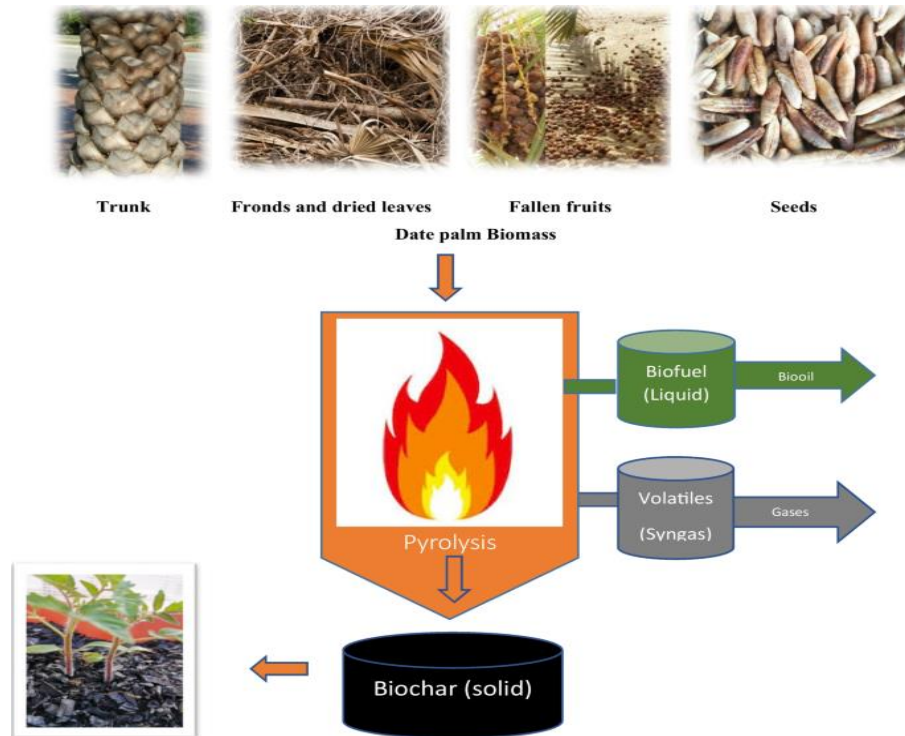 Trunk
Fronds and dried leaves
Fallen fruits
Seeds
Date palm Biomass
Biofuel
(Liquid)
Biooil
Volatiles
(Syngas)
Gases
Pyrolysis
Biochar (solid)